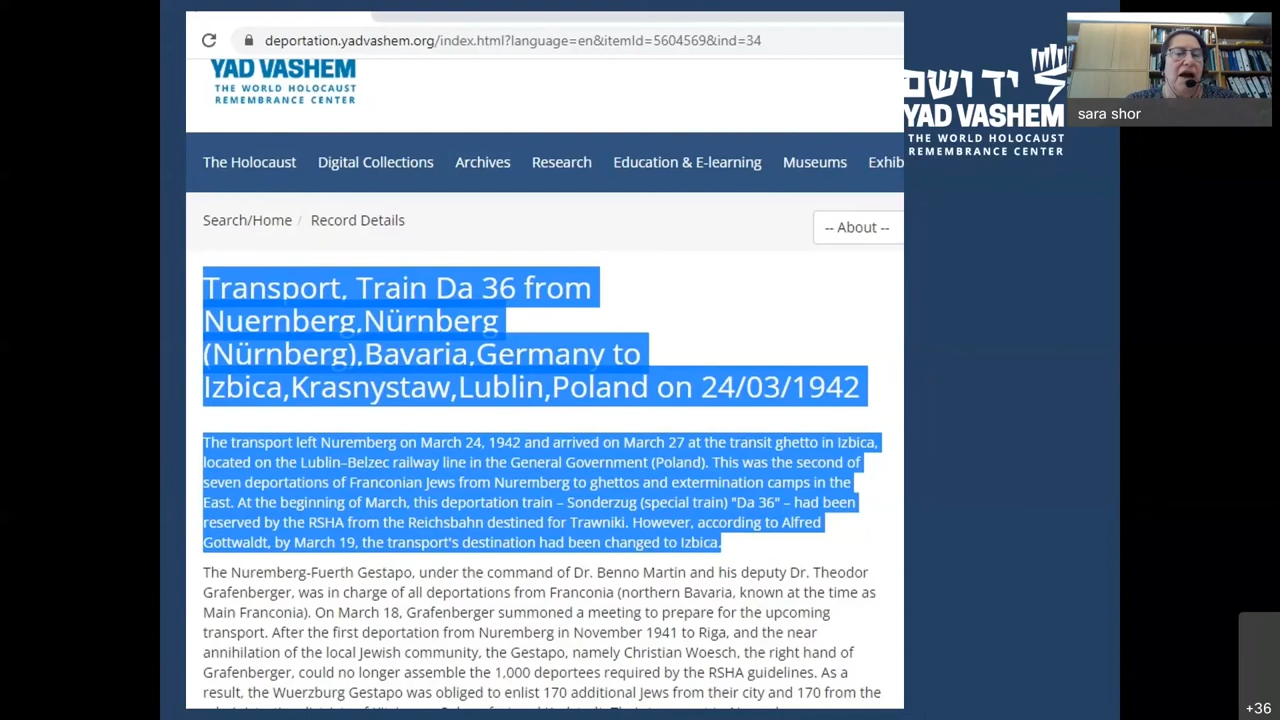 deportation.yadvashem.org/index.html?language=en&itemId=5604569&ind=34
YAD VASHEM
THE WORLD HOLOCAUST
REMEMBRANCE CENTER
The Holocaust Digital Collections Archives Research Education & E-learning Museums Exhib
Search/Home / Record Details
-- About --
Transport, Train Da 36 from
Nuernberg,Nürnberg
(Nürnberg),Bavaria,Germany to
Izbica,Krasnystaw,Lublin,Poland on 24/03/1942
The transport left Nuremberg on March 24, 1942 and arrived on March 27 at the transit ghetto in Izbica,
located on the Lublin–Belzec railway line in the General Government (Poland). This was the second of
seven deportations of Franconian Jews from Nuremberg to ghettos and extermination camps in the
East. At the beginning of March, this deportation train – Sonderzug (special train) "Da 36" – had been
reserved by the RSHA from the Reichsbahn destined for Trawniki. However, according to Alfred
Gottwaldt, by March 19, the transport's destination had been changed to Izbica.
The Nuremberg-Fuerth Gestapo, under the command of Dr. Benno Martin and his deputy Dr. Theodor
Grafenberger, was in charge of all deportations from Franconia (northern Bavaria, known at the time as
Main Franconia). On March 18, Grafenberger summoned a meeting to prepare for the upcoming
transport. After the first deportation from Nuremberg in November 1941 to Riga, and the near
annihilation of the local Jewish community, the Gestapo, namely Christian Woesch, the right hand of
Grafenberger, could no longer assemble the 1,000 deportees required by the RSHA guidelines. As a
result, the Wuerzburg Gestapo was obliged to enlist 170 additional Jews from their city and 170 from the
יד ושם
YAD VASHEM
THE WORLD HOLOCAUST
REMEMBRANCE CENTER
sara shor
+36